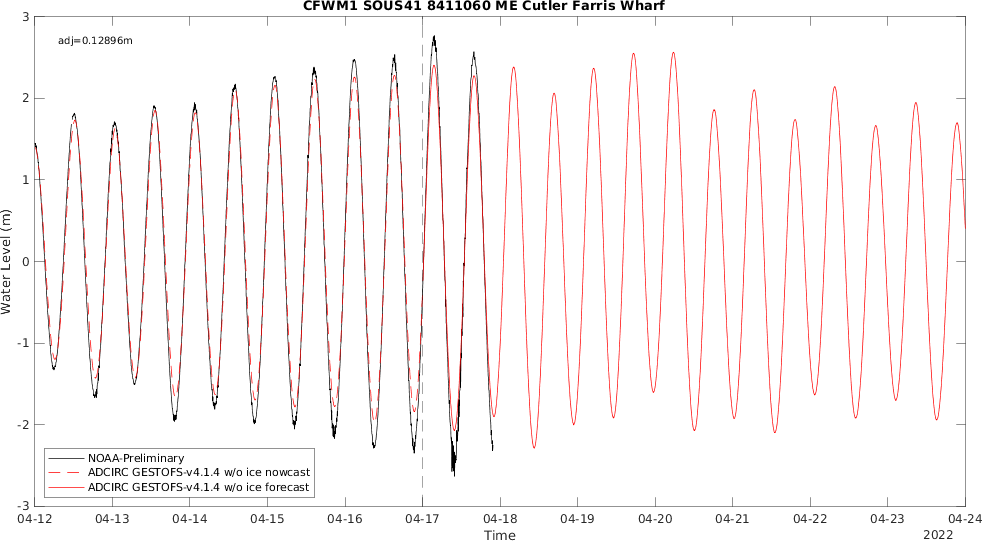 CFWM1 SOUS41 8411060 ME Cutler Farris Wharf
adj=0.12896m
3
2
1
0
-1
-2
-3
Water Level (m)
NOAA-Preliminary
ADCIRC GESTOFS-v4.1.4 w/o ice nowcast
ADCIRC GESTOFS-v4.1.4 w/o ice forecast
04-12 04-13 04-14 04-15 04-16 04-17 04-18 04-19 04-20 04-21 04-22 04-23 04-24
Time
2022